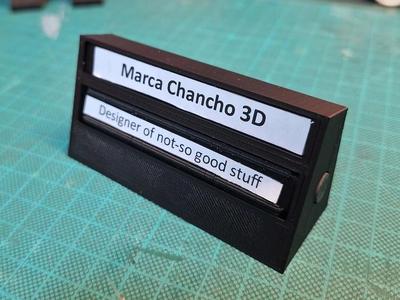 Marca Chancho 3D
Designer of not-so good stuff